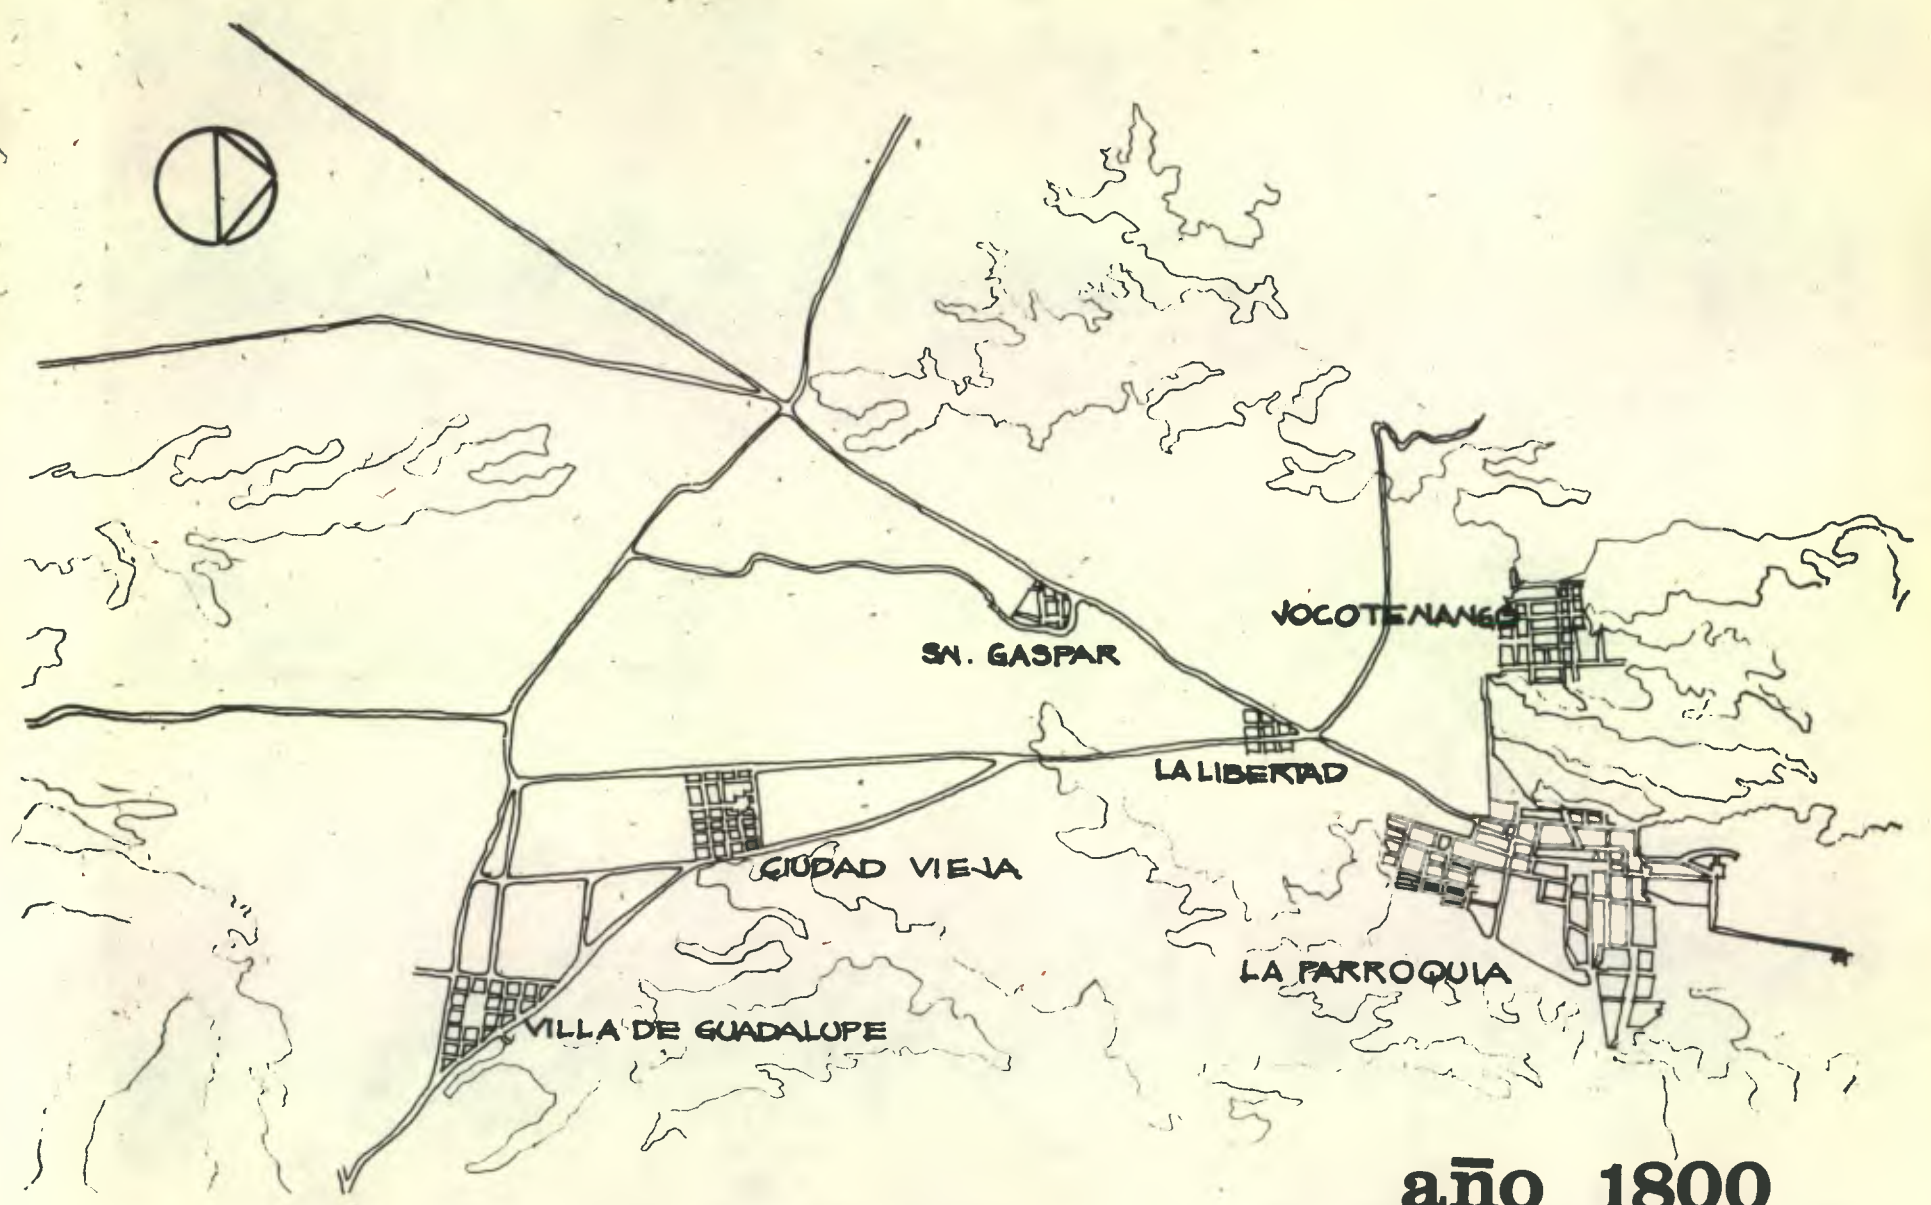 JOCOTENANGO
SN. GASPAR
LA LIBERTAD
CIUDAD VIEJA
LA PARROQUIA
VILLA DE GUADALUPE
año 1800